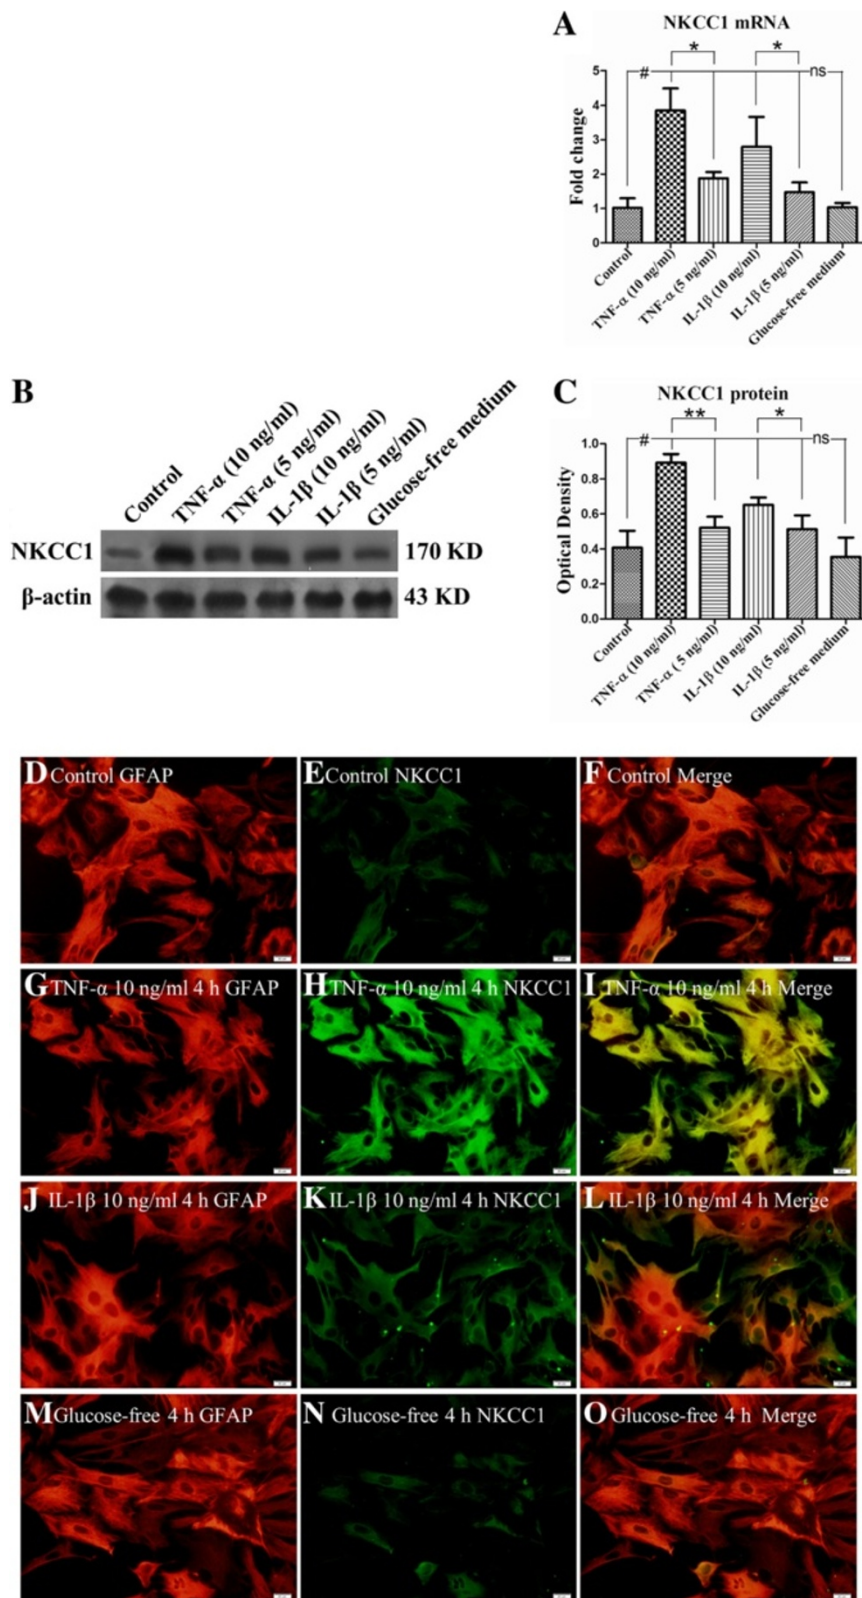 A
NKCC1 mRNA
* *
# ns
Fold change
5
4
3
2
1
0
Control
TNF-α (10 ng/ml)
TNF-α (5 ng/ml)
IL-1β (10 ng/ml)
IL-1β (5 ng/ml)
Glucose-free medium
B
Control
TNF-α (10 ng/ml)
TNF-α (5 ng/ml)
IL-1β (10 ng/ml)
IL-1β (5 ng/ml)
Glucose-free medium
NKCC1 170 KD
β-actin 43 KD
C
NKCC1 protein
** *
# ns
Optical Density
1.0
0.8
0.6
0.4
0.2
0.0
Control
TNF-α (10 ng/ml)
TNF-α ( 5 ng/ml)
IL-1β (10 ng/ml)
IL-1β (5 ng/ml)
Glucose-free medium
D Control GFAP
E Control NKCC1
F Control Merge
G TNF-α 10 ng/ml 4 h GFAP
H TNF-α 10 ng/ml 4 h NKCC1
I TNF-α 10 ng/ml 4 h Merge
J IL-1β 10 ng/ml 4 h GFAP
K IL-1β 10 ng/ml 4 h NKCC1
L IL-1β 10 ng/ml 4 h Merge
M Glucose-free 4 h GFAP
N Glucose-free 4 h NKCC1
O Glucose-free 4 h Merge